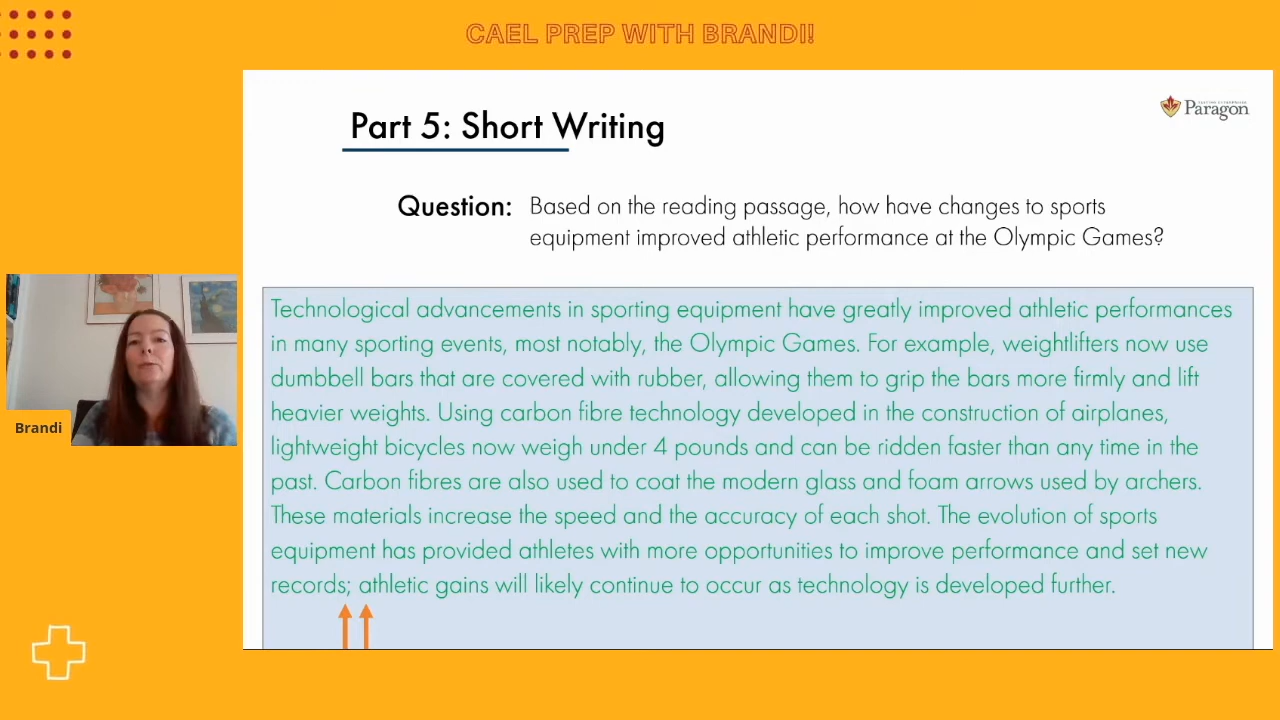 CAEL PREP WITH BRANDI!
Paragon
Part 5: Short Writing
Question: Based on the reading passage, how have changes to sports
equipment improved athletic performance at the Olympic Games?
Technological advancements in sporting equipment have greatly improved athletic performances
in many sporting events, most notably, the Olympic Games. For example, weightlifters now use
dumbbell bars that are covered with rubber, allowing them to grip the bars more firmly and lift
heavier weights. Using carbon fibre technology developed in the construction of airplanes,
lightweight bicycles now weigh under 4 pounds and can be ridden faster than any time in the
past. Carbon fibres are also used to coat the modern glass and foam arrows used by archers.
These materials increase the speed and the accuracy of each shot. The evolution of sports
equipment has provided athletes with more opportunities to improve performance and set new
records; athletic gains will likely continue to occur as technology is developed further.
Brandi